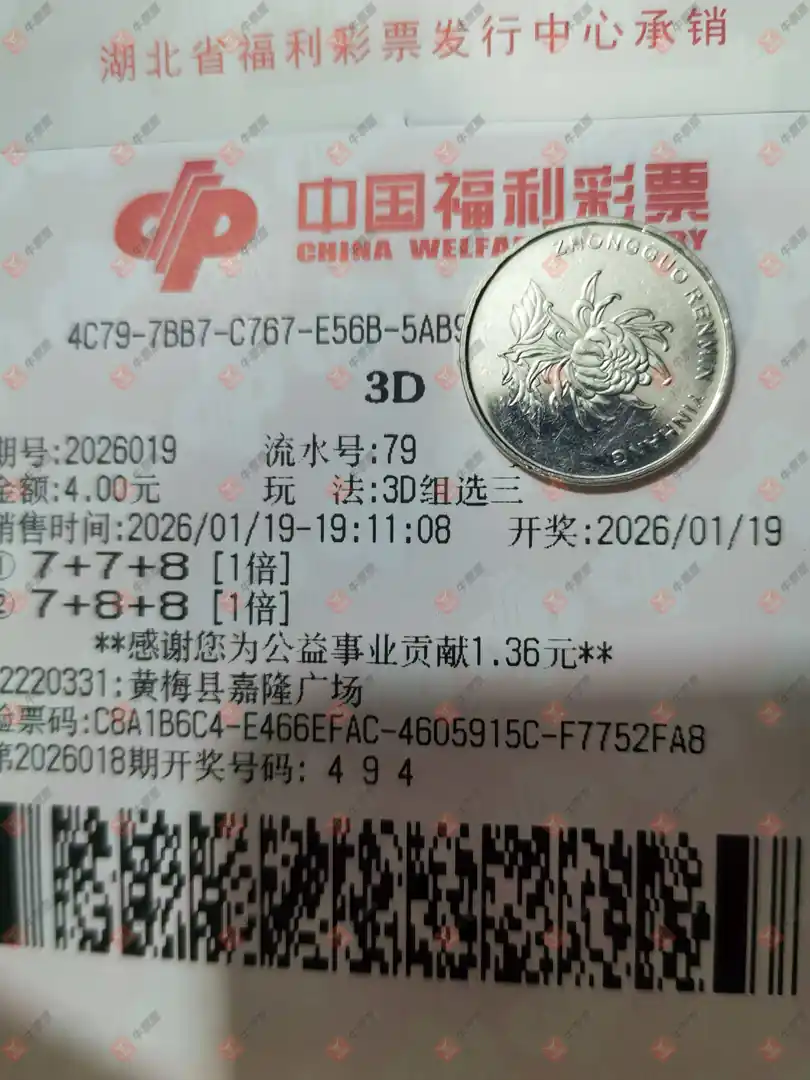 湖北省福利彩票发行中心承销
中国福利彩票
CHINA WELFA RY
4C79-7BB7-C767-E56B-5AB9
ZHONGGUO RENMIN YINHANG
3D
期号:2026019 流水号:79
金额:4.00元 玩 法:3D组选三
销售时间:2026/01/19-19:11:08 开奖:2026/01/19
① 7+7+8 [1倍]
② 7+8+8 [1倍]
**感谢您为公益事业贡献1.36元**
2220331:黄梅县嘉隆广场
验票码:C8A1B6C4-E466EFAC-4605915C-F7752FA8
第2026018期开奖号码: 4 9 4